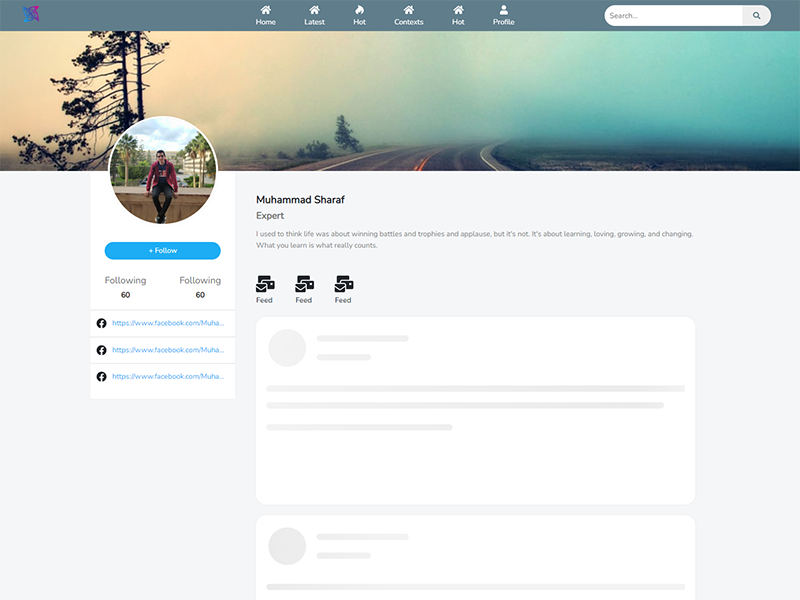 Home
Latest
Hot
Contexts
Hot
Profile
Search...
Muhammad Sharaf
Expert
I used to think life was about winning battles and trophies and applause, but it's not. It's about learning, loving, growing, and changing.
What you learn is what really counts.
+ Follow
Following
Following
60
60
Feed
Feed
Feed
https://www.facebook.com/Muha...
https://www.facebook.com/Muha...
https://www.facebook.com/Muha...